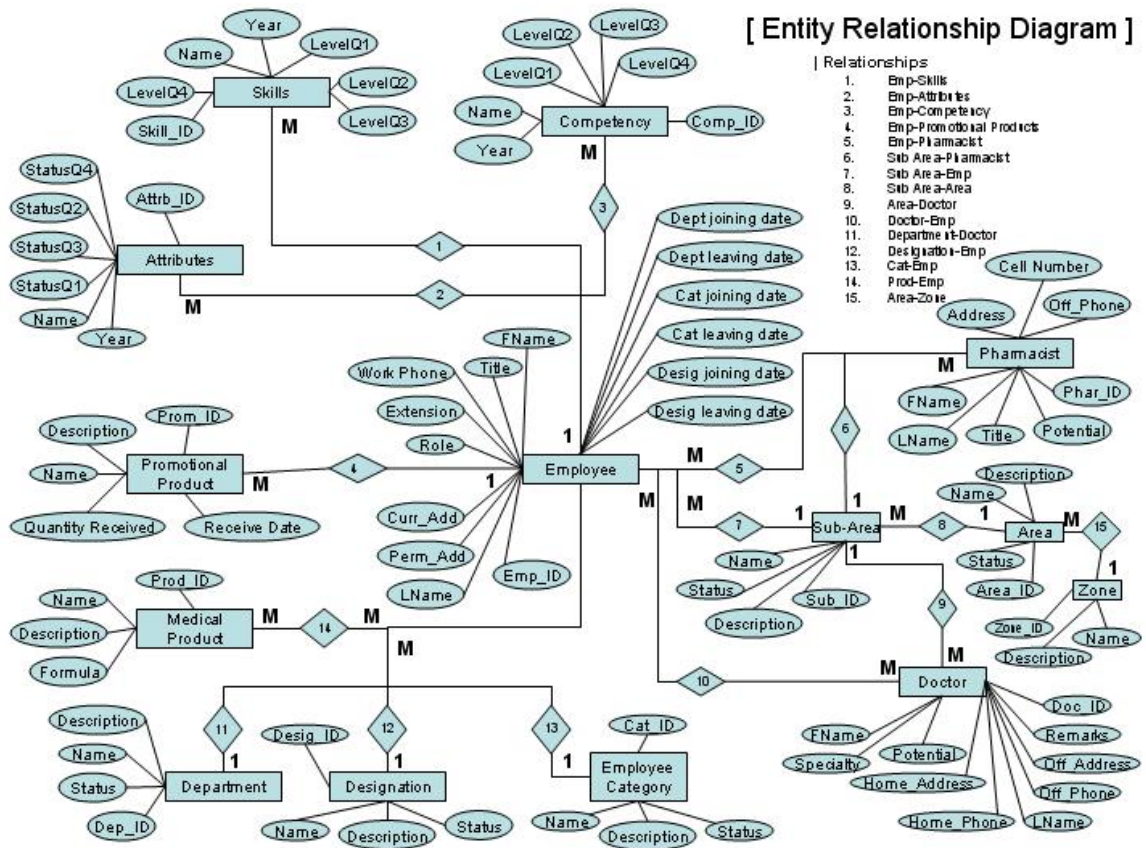 [ Entity Relationship Diagram ]
| Relationships
1. Emp-Skills
2. Emp-Attributes
3. Emp-Competency
4. Emp-Promotional Products
5. Emp-Pharmacist
6. Sub Area-Pharmacist
7. Sub Area-Emp
8. Sub Area-Area
9. Area-Doctor
10. Doctor-Emp
11. Department-Doctor
12. Designation-Emp
13. Cat-Emp
14. Prod-Emp
15. Area-Zone
Year
Name
LevelQ1
LevelQ4
Skills
LevelQ2
Skill_ID
LevelQ3
M
LevelQ2
LevelQ3
LevelQ1
LevelQ4
Name
Competency
Comp_ID
Year
M
3
StatusQ4
Attrb_ID
StatusQ2
StatusQ3
Attributes
StatusQ1
Name
Year
M
1
2
Dept joining date
Dept leaving date
Cat joining date
Cat leaving date
Desig joining date
Desig leaving date
FName
Work Phone
Title
Extension
Role
1
Employee
1
Curr_Add
Perm_Add
LName
Emp_ID
Prom_ID
Description
Name
Promotional
Product
M
4
Quantity Received
Receive Date
Cell Number
Address
Off_Phone
Pharmacist
M
FName
Phar_ID
LName
Title
Potential
6
M
5
M
M
7
1
1
Sub-Area
1
M
8
1
Description
Name
Area
M
15
Status
Area_ID
1
Zone
Zone_ID
Name
Description
Name
Status
Sub_ID
Description
9
M
M
10
Doctor
Doc_ID
FName
Remarks
Specialty
Potential
Off_Address
Home_Address
Off_Phone
Home_Phone
LName
Prod_ID
Name
Medical
Product
M
14
M
M
Description
Formula
11
12
13
Description
Name
Status
Department
1
Dep_ID
Desig_ID
1
Designation
Name
Description
Status
Cat_ID
1
Employee
Category
Name
Description
Status